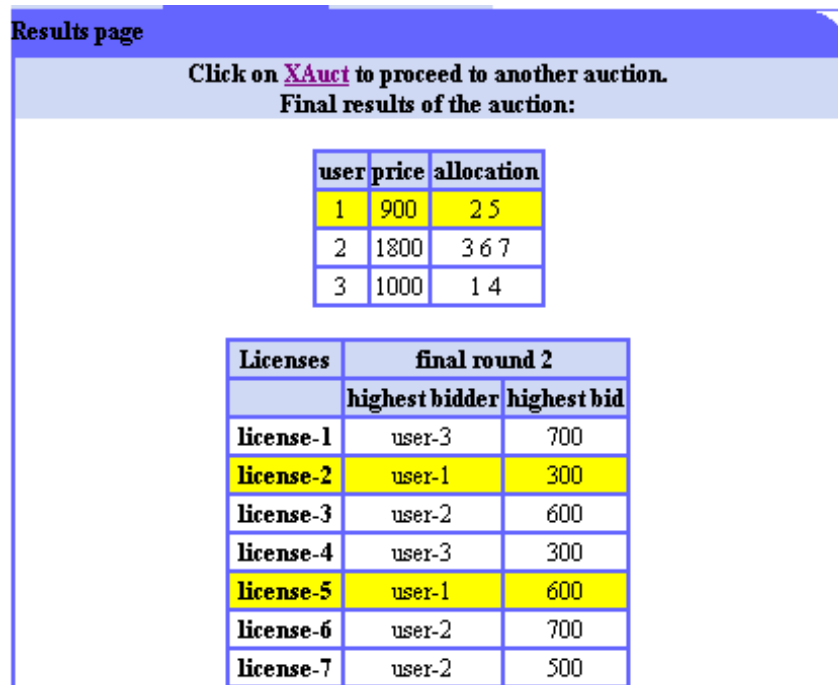 Results page
Click on XAuct to proceed to another auction.
Final results of the auction:
user price allocation
1 900 2 5
2 1800 3 6 7
3 1000 1 4
Licenses final round 2
highest bidder highest bid
license-1 user-3 700
license-2 user-1 300
license-3 user-2 600
license-4 user-3 300
license-5 user-1 600
license-6 user-2 700
license-7 user-2 500